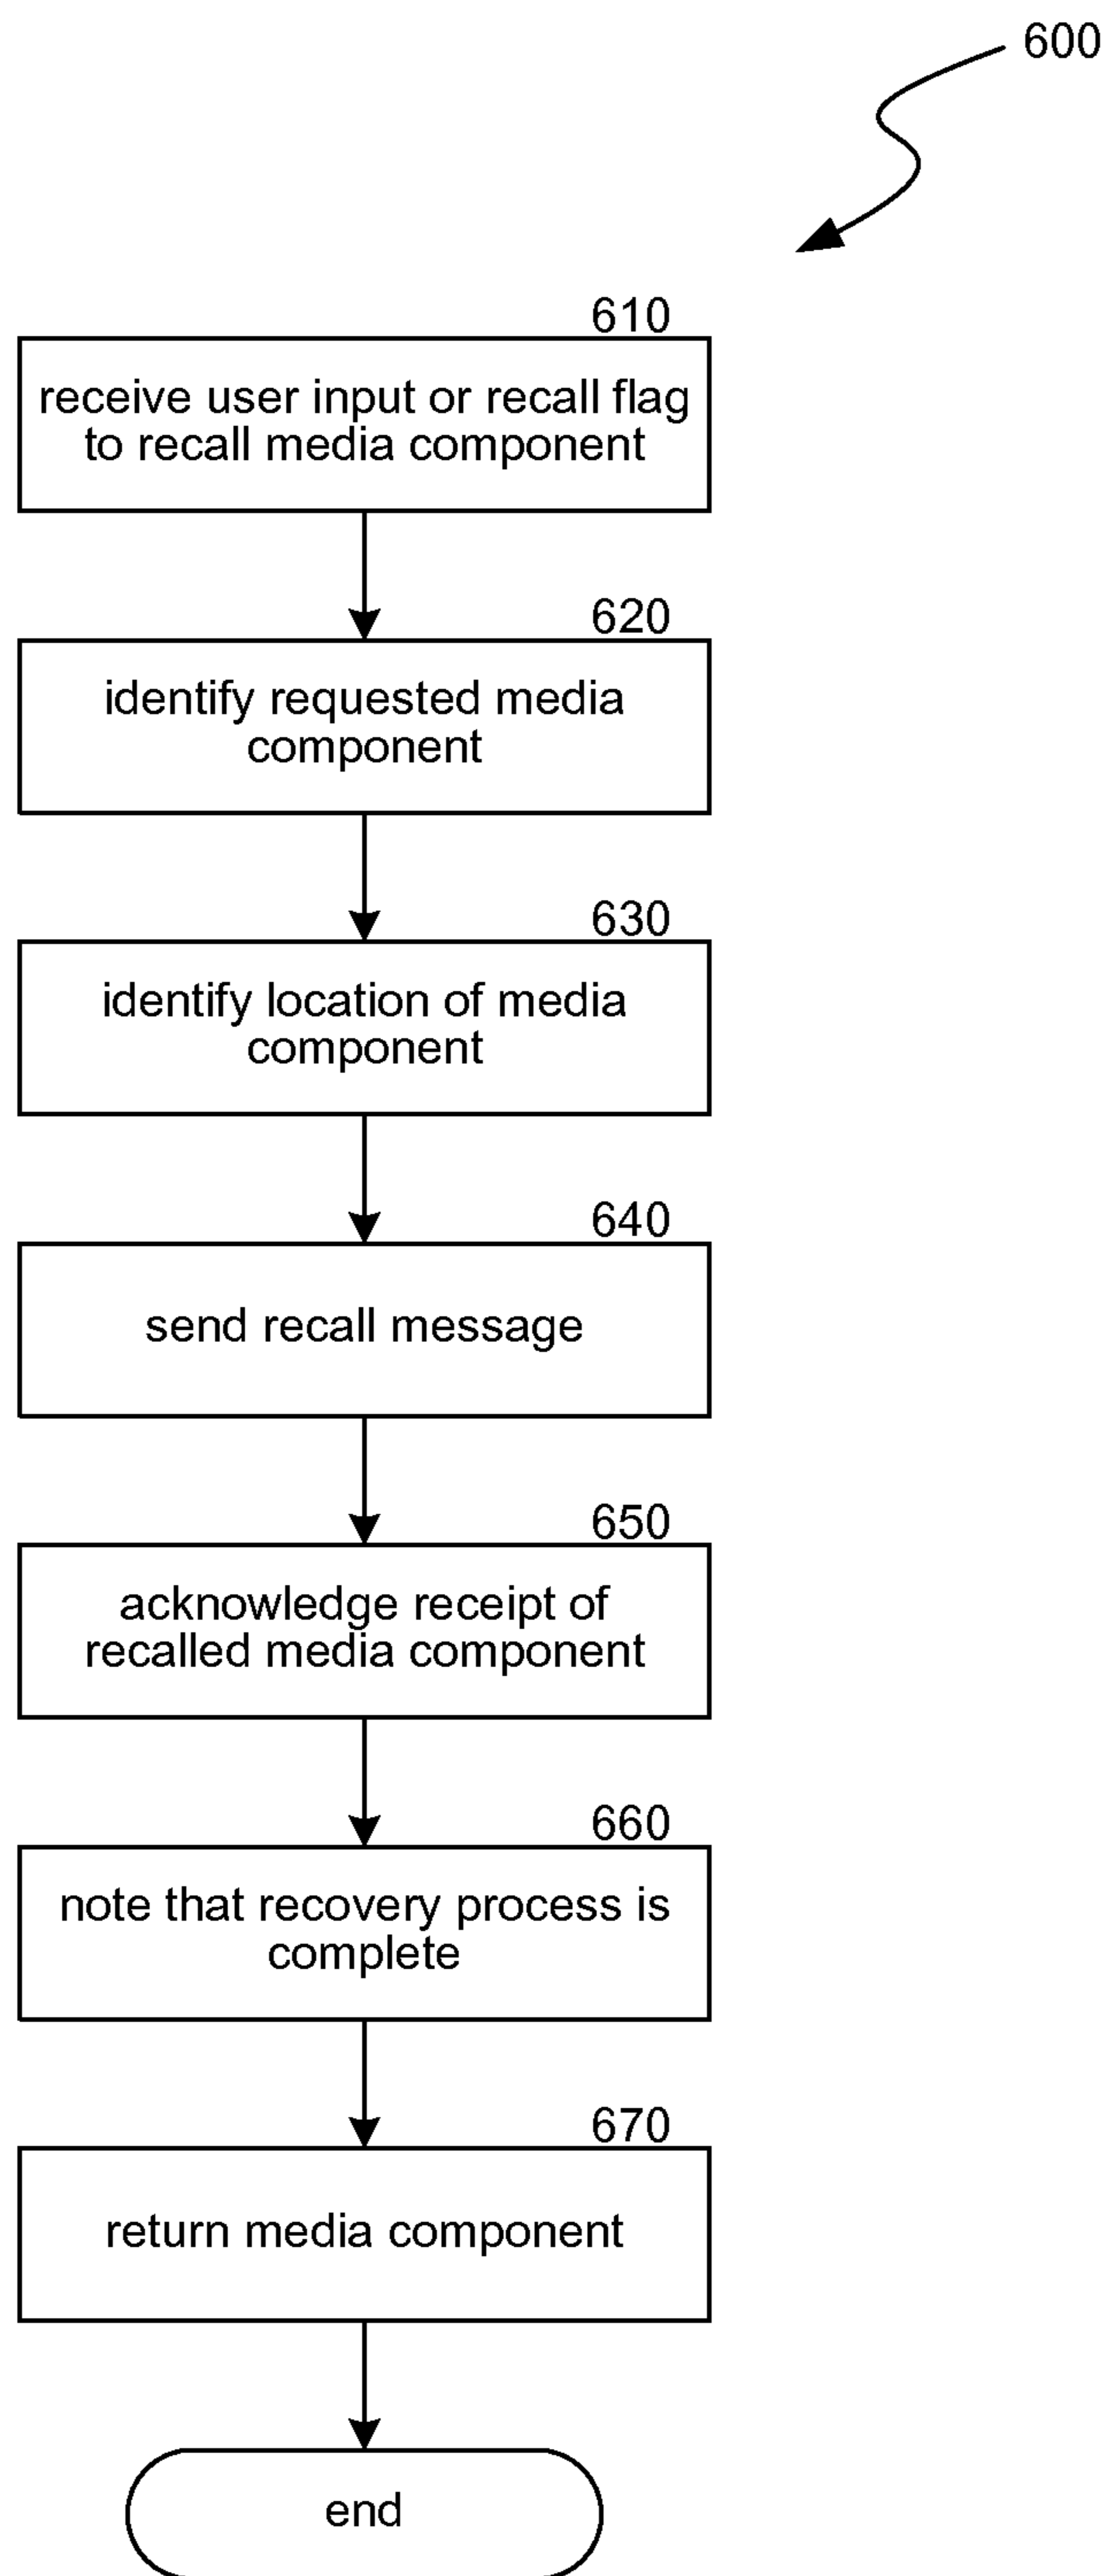 600
610
receive user input or recall flag
to recall media component
620
identify requested media
component
630
identify location of media
component
640
send recall message
650
acknowledge receipt of
recalled media component
660
note that recovery process is
complete
670
return media component
end